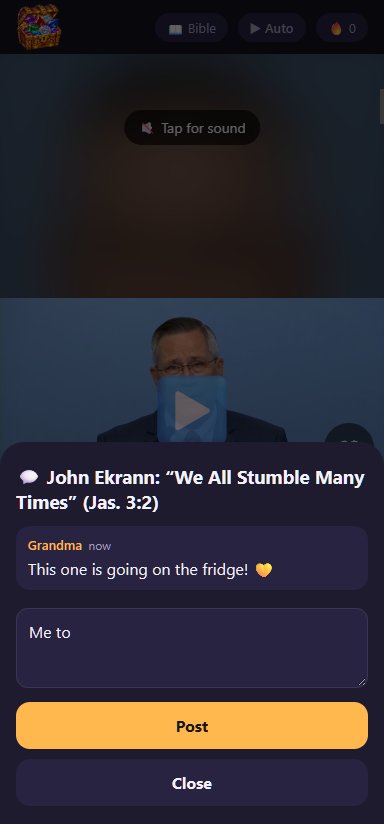 📖 Bible
▶ Auto
🔥 0
🔇 Tap for sound
💬 John Ekrann: “We All Stumble Many
Times” (Jas. 3:2)
Grandma now
This one is going on the fridge! 🧡
Me to
Post
Close